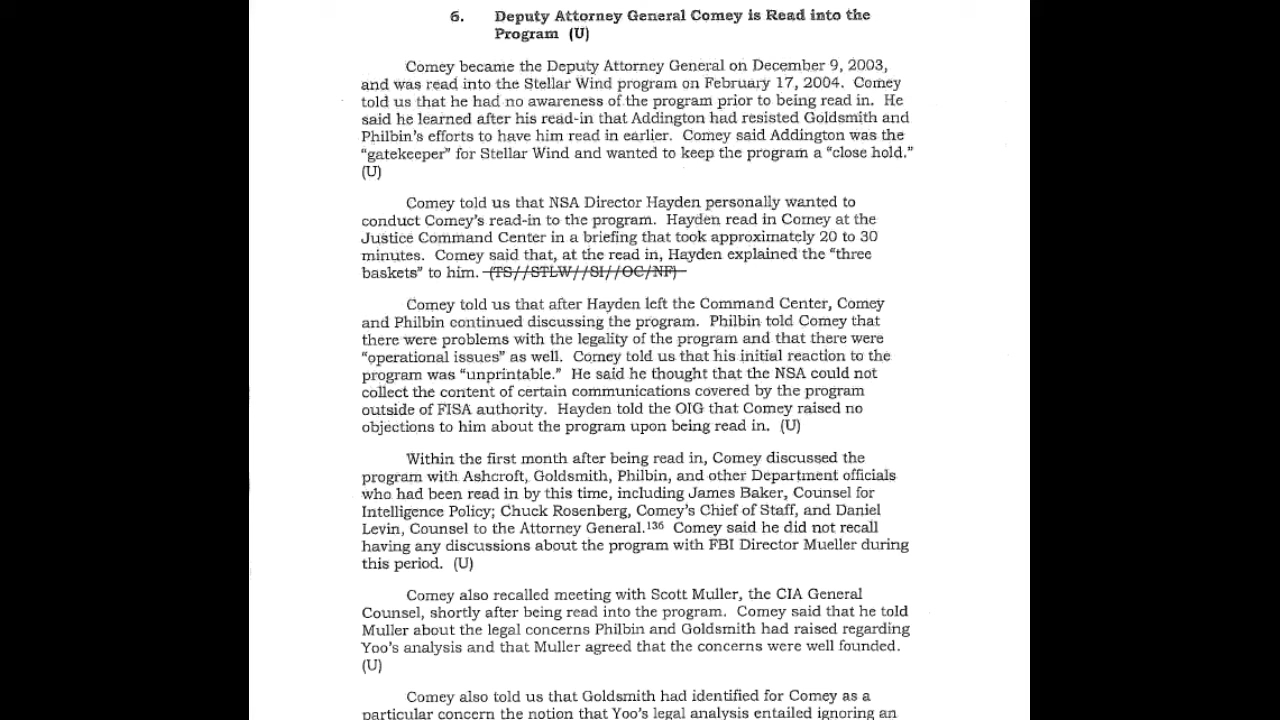 6. Deputy Attorney General Comey is Read into the
Program (U)
Comey became the Deputy Attorney General on December 9, 2003,
and was read into the Stellar Wind program on February 17, 2004. Comey
told us that he had no awareness of the program prior to being read in. He
said he learned after his read-in that Addington had resisted Goldsmith and
Philbin's efforts to have him read in earlier. Comey said Addington was the
"gatekeeper" for Stellar Wind and wanted to keep the program a "close hold."
(U)
Comey told us that NSA Director Hayden personally wanted to
conduct Comey's read-in to the program. Hayden read in Comey at the
Justice Command Center in a briefing that took approximately 20 to 30
minutes. Comey said that, at the read in, Hayden explained the "three
baskets" to him. (TS//STLW//SI//OC/NF)
Comey told us that after Hayden left the Command Center, Comey
and Philbin continued discussing the program. Philbin told Comey that
there were problems with the legality of the program and that there were
"operational issues" as well. Comey told us that his initial reaction to the
program was "unprintable." He said he thought that the NSA could not
collect the content of certain communications covered by the program
outside of FISA authority. Hayden told the OIG that Comey raised no
objections to him about the program upon being read in. (U)
Within the first month after being read in, Comey discussed the
program with Ashcroft, Goldsmith, Philbin, and other Department officials
who had been read in by this time, including James Baker, Counsel for
Intelligence Policy; Chuck Rosenberg, Comey's Chief of Staff, and Daniel
Levin, Counsel to the Attorney General.136 Comey said he did not recall
having any discussions about the program with FBI Director Mueller during
this period. (U)
Comey also recalled meeting with Scott Muller, the CIA General
Counsel, shortly after being read into the program. Comey said that he told
Muller about the legal concerns Philbin and Goldsmith had raised regarding
Yoo's analysis and that Muller agreed that the concerns were well founded.
(U)
Comey also told us that Goldsmith had identified for Comey as a
particular concern the notion that Yoo's legal analysis entailed ignoring an